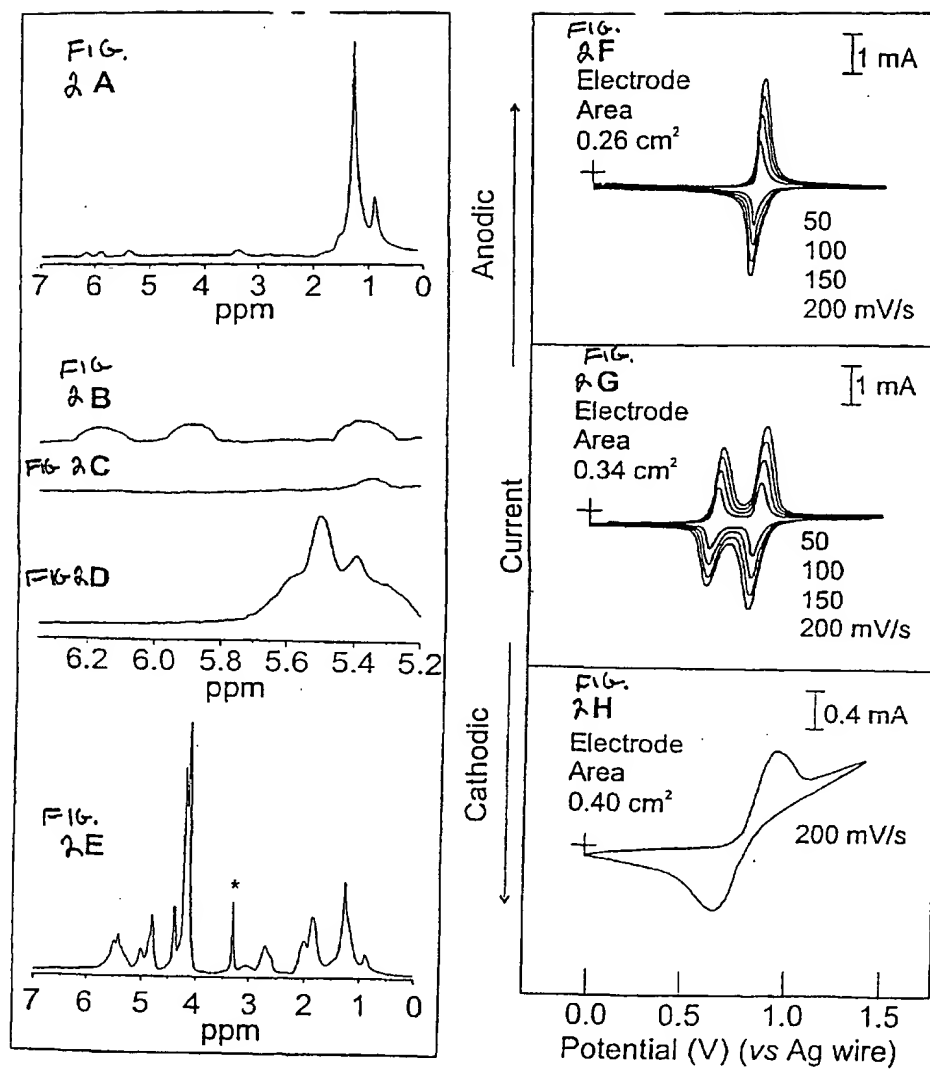 FIG.
2 A
7 6 5 4 3 2 1 0
ppm
FIG
2 B
FIG 2C
FIG 2D
6.2 6.0 5.8 5.6 5.4 5.2
ppm
FIG.
2E
*
7 6 5 4 3 2 1 0
ppm
Anodic
Current
Cathodic
FIG.
2F
Electrode
Area
0.26 cm²
1 mA
50
100
150
200 mV/s
FIG.
2G
Electrode
Area
0.34 cm²
1 mA
50
100
150
200 mV/s
FIG.
2H
Electrode
Area
0.40 cm²
0.4 mA
200 mV/s
0.0 0.5 1.0 1.5
Potential (V) (vs Ag wire)